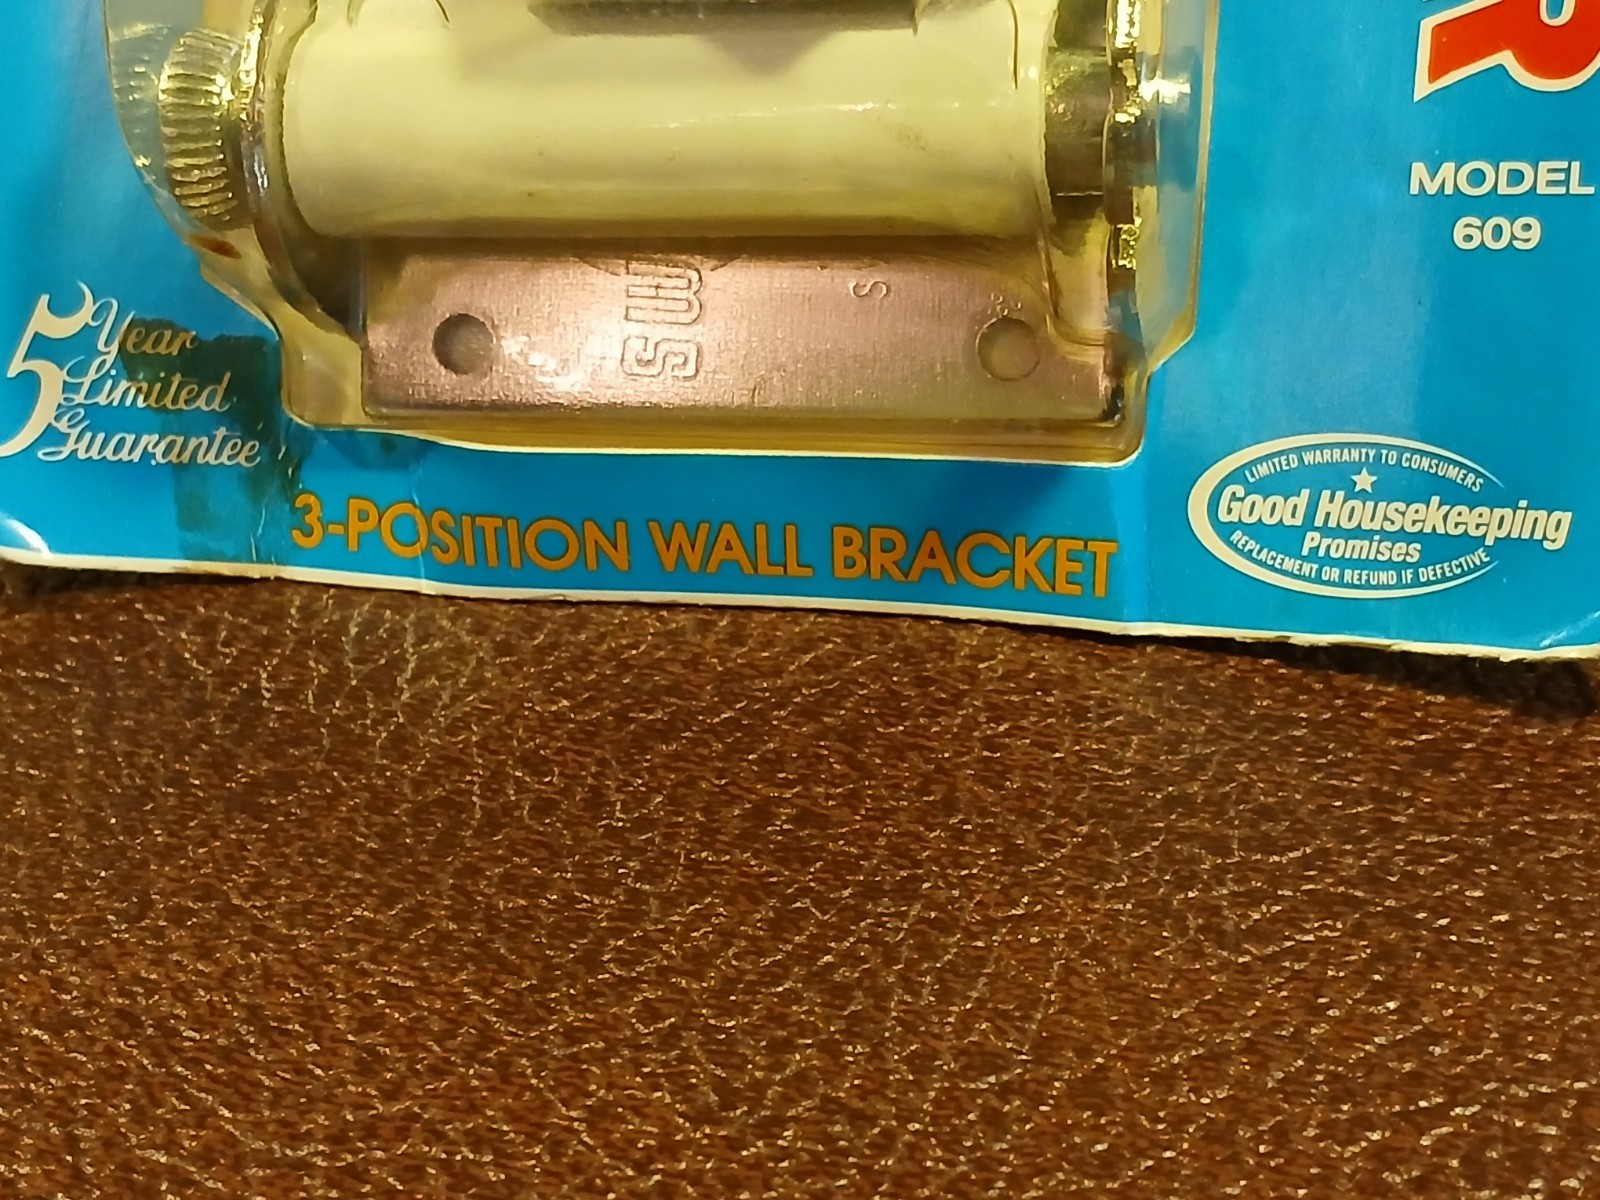 R
MODEL
609
SW
S
5 Year
Limited
Guarantee
3-POSITION WALL BRACKET
LIMITED WARRANTY TO CONSUMERS
Good Housekeeping
Promises
REPLACEMENT OR REFUND IF DEFECTIVE